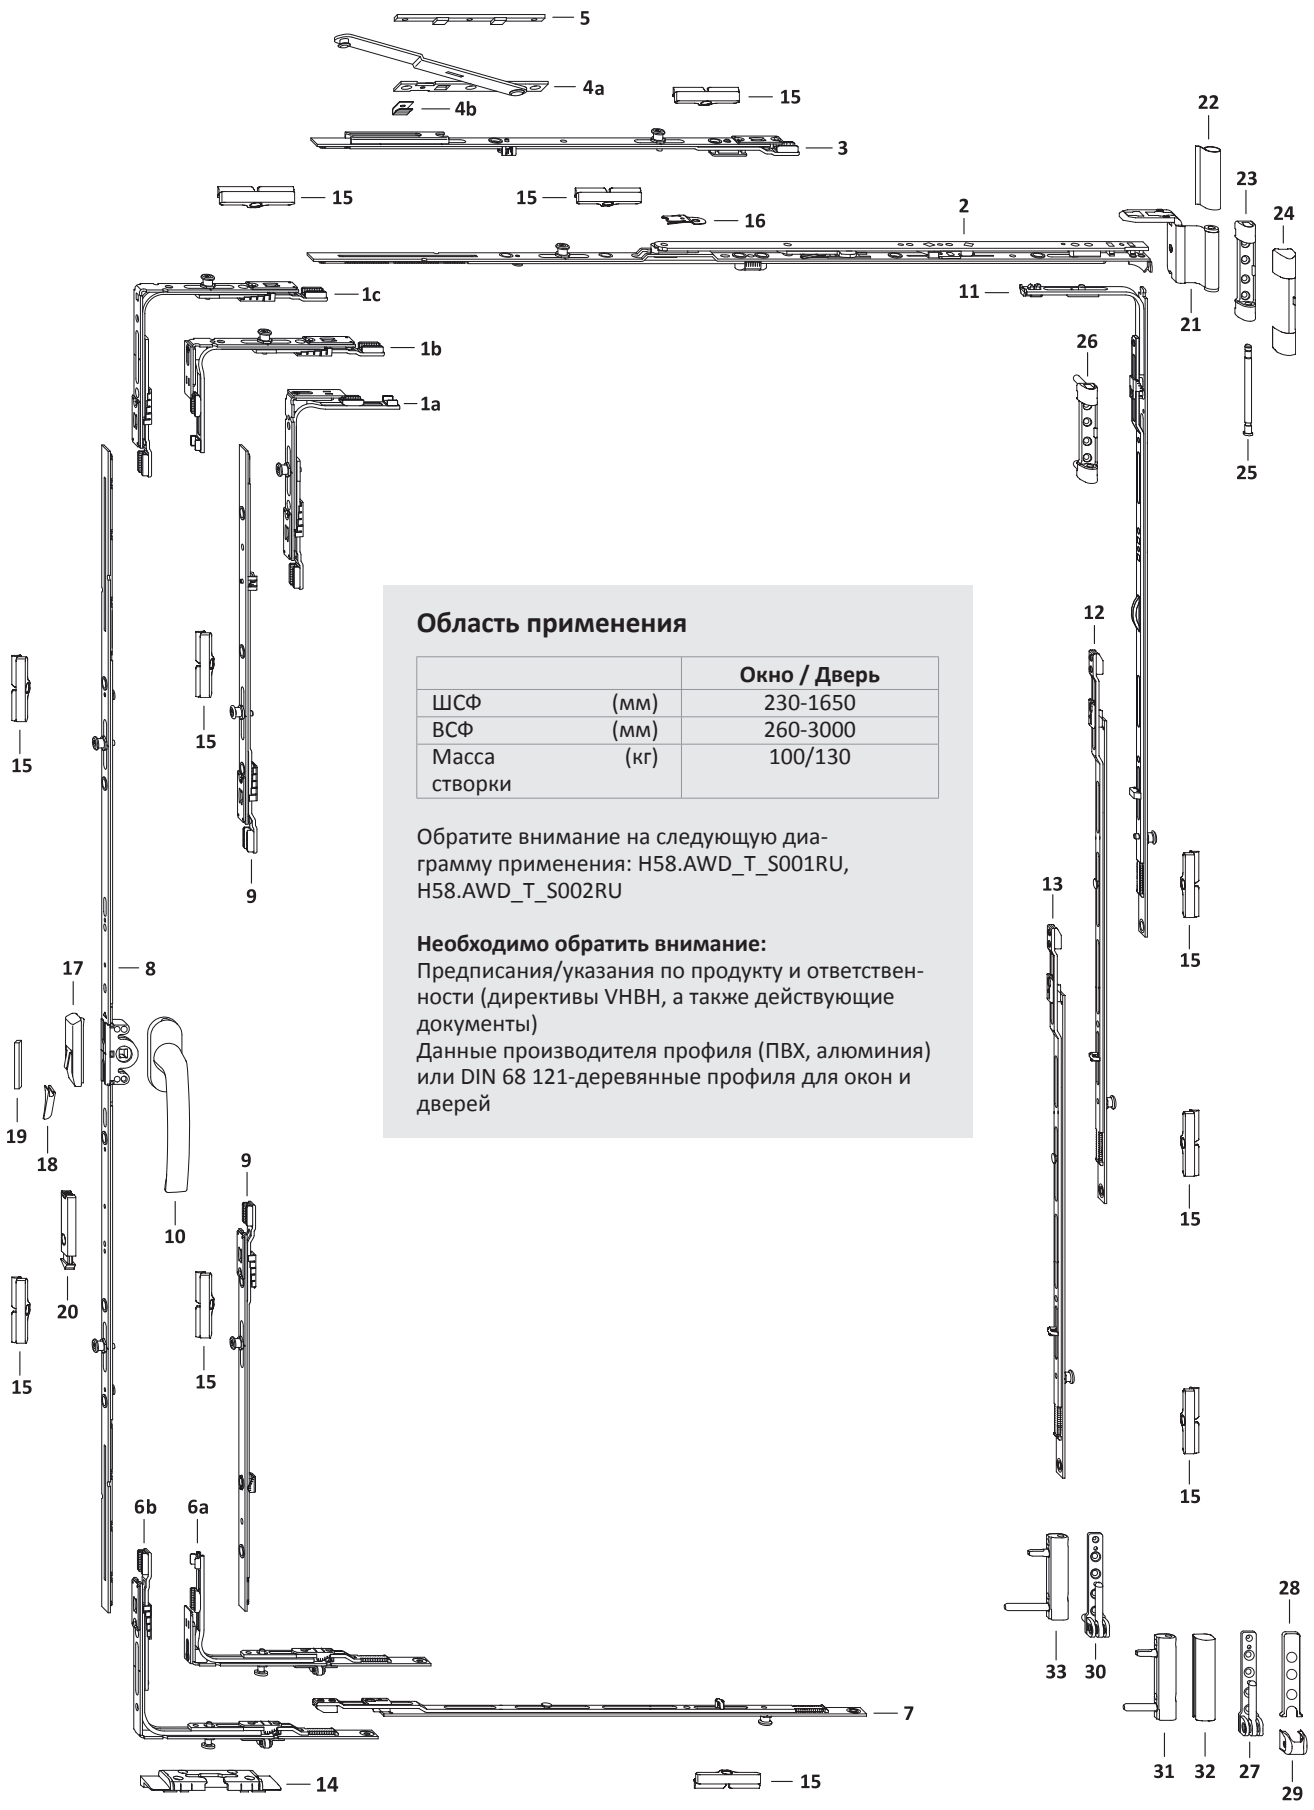 5
4a
15
4b
3
22
23
24
15
15
16
2
1c
11
21
1b
26
1a
25
Область применения
Окно / Дверь
ШСФ (мм) 230-1650
ВСФ (мм) 260-3000
Масса (кг) 100/130
створки
Обратите внимание на следующую диа-
грамму применения: H58.AWD_T_S001RU,
H58.AWD_T_S002RU
Необходимо обратить внимание:
Предписания/указания по продукту и ответствен-
ности (директивы VHBH, а также действующие
документы)
Данные производителя профиля (ПВХ, алюминия)
или DIN 68 121-деревянные профиля для окон и
дверей
12
15
15
9
13
15
17
8
19
18
9
10
15
20
15
15
15
6b
6a
28
33
30
7
31
32
27
29
14
15